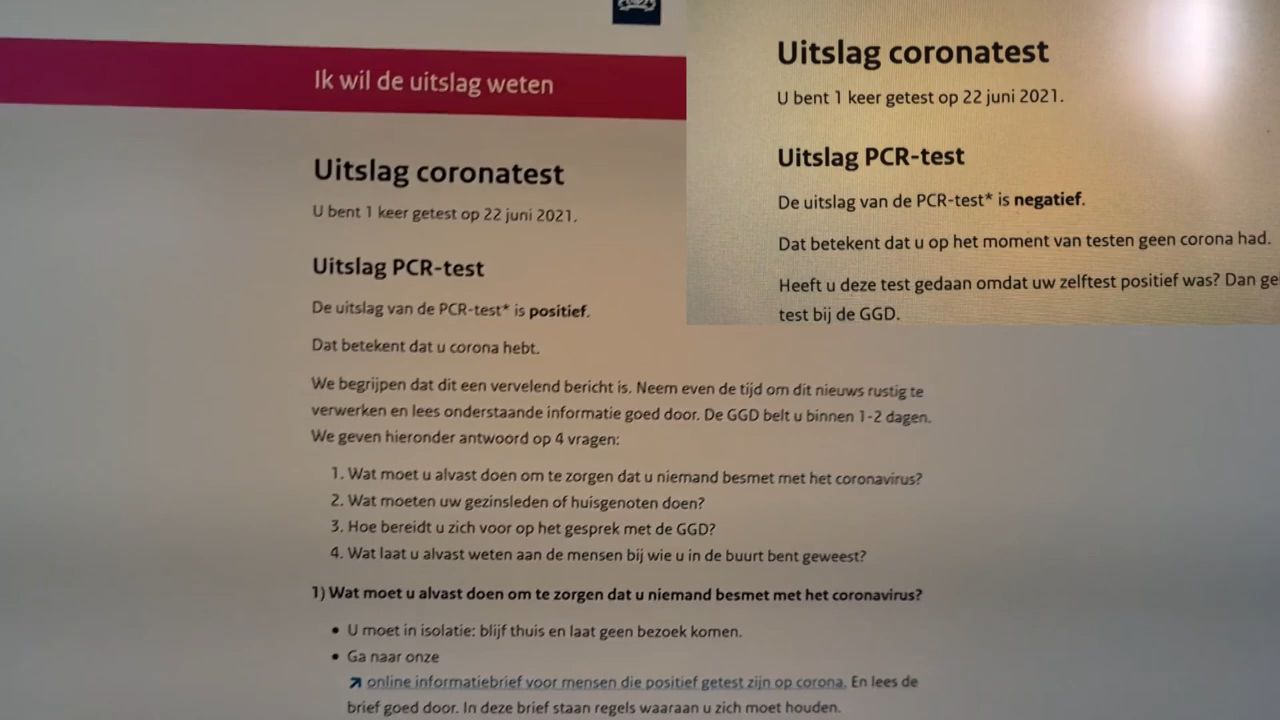 Ik wil de uitslag weten
Uitslag coronatest
U bent 1 keer getest op 22 juni 2021.
Uitslag PCR-test
De uitslag van de PCR-test* is positief.
Dat betekent dat u corona hebt.
We begrijpen dat dit een vervelend bericht is. Neem even de tijd om dit nieuws rustig te
verwerken en lees onderstaande informatie goed door. De GGD belt u binnen 1-2 dagen.
We geven hieronder antwoord op 4 vragen:
1. Wat moet u alvast doen om te zorgen dat u niemand besmet met het coronavirus?
2. Wat moeten uw gezinsleden of huisgenoten doen?
3. Hoe bereidt u zich voor op het gesprek met de GGD?
4. Wat laat u alvast weten aan de mensen bij wie u in de buurt bent geweest?
1) Wat moet u alvast doen om te zorgen dat u niemand besmet met het coronavirus?
• U moet in isolatie: blijf thuis en laat geen bezoek komen.
• Ga naar onze
online informatiebrief voor mensen die positief getest zijn op corona. En lees de
brief goed door. In deze brief staan regels waaraan u zich moet houden.
Uitslag coronatest
U bent 1 keer getest op 22 juni 2021.
Uitslag PCR-test
De uitslag van de PCR-test* is negatief.
Dat betekent dat u op het moment van testen geen corona had.
Heeft u deze test gedaan omdat uw zelftest positief was? Dan ge
test bij de GGD.